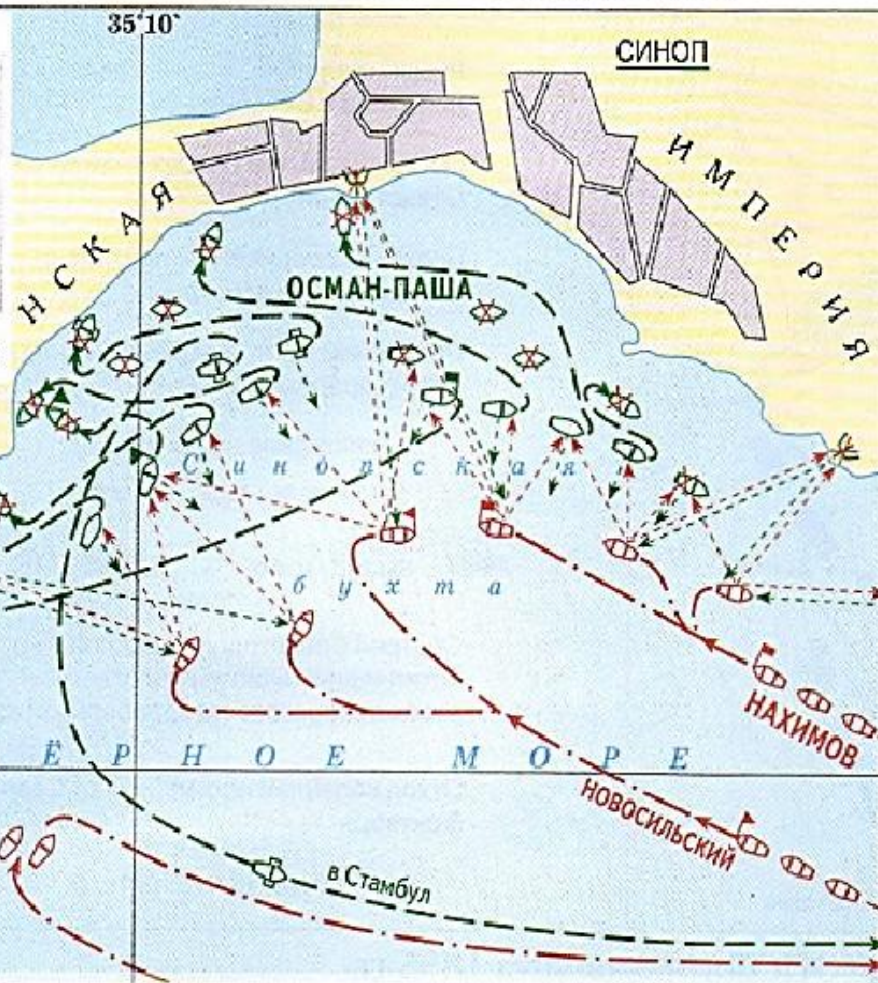 35°10'
СИНОП
НСКАЯ
ИМПЕРИЯ
ОСМАН-ПАША
Синопская
бухта
НАХИМОВ
ЁРНОЕ МОРЕ
НОВОСИЛЬСКИЙ
в Стамбул